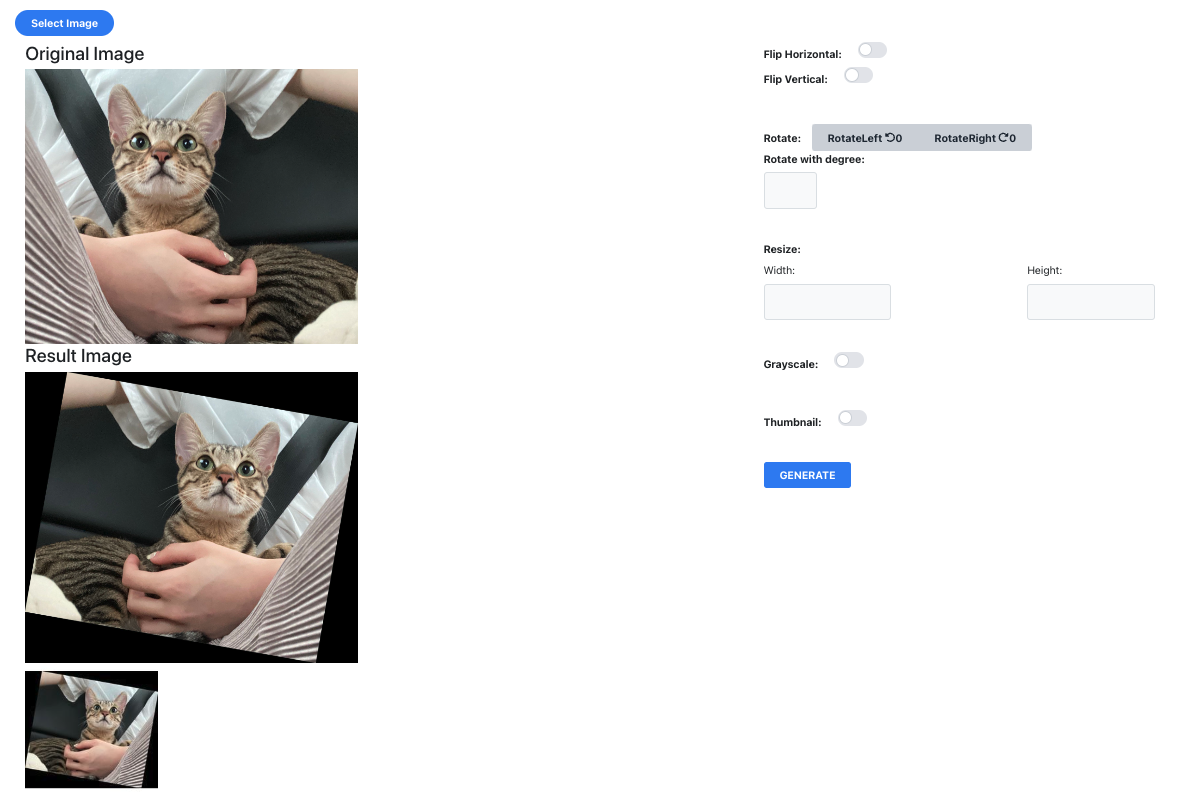 Select Image
Original Image
Result Image
Flip Horizontal:
Flip Vertical:
Rotate: RotateLeft 0 RotateRight 0
Rotate with degree:
Resize:
Width: Height:
Grayscale:
Thumbnail:
GENERATE